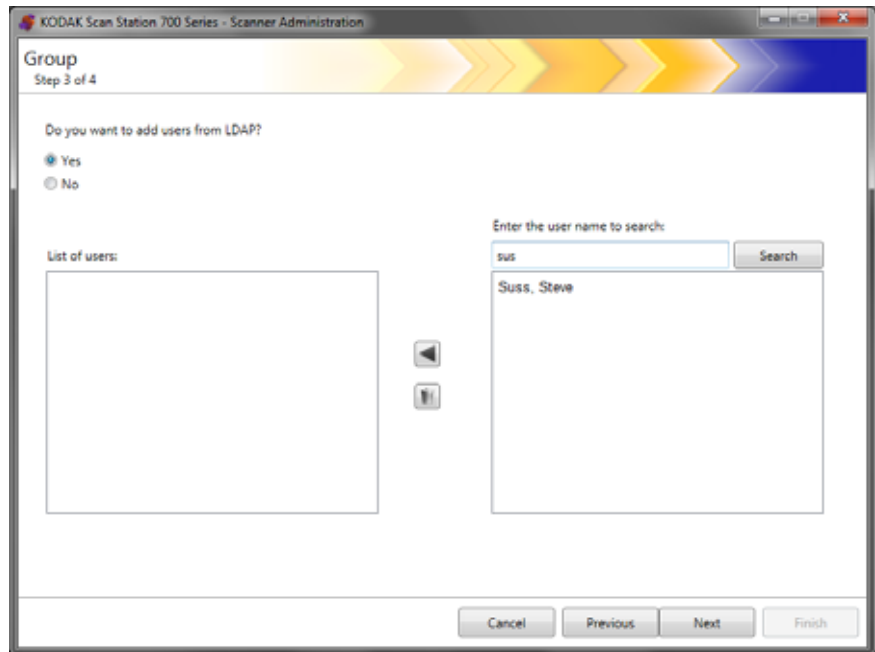 KODAK Scan Station 700 Series - Scanner Administration
Group
Step 3 of 4
Do you want to add users from LDAP?
Yes
No
Enter the user name to search:
List of users:
sus
Search
Suss, Steve
Cancel
Previous
Next
Finish